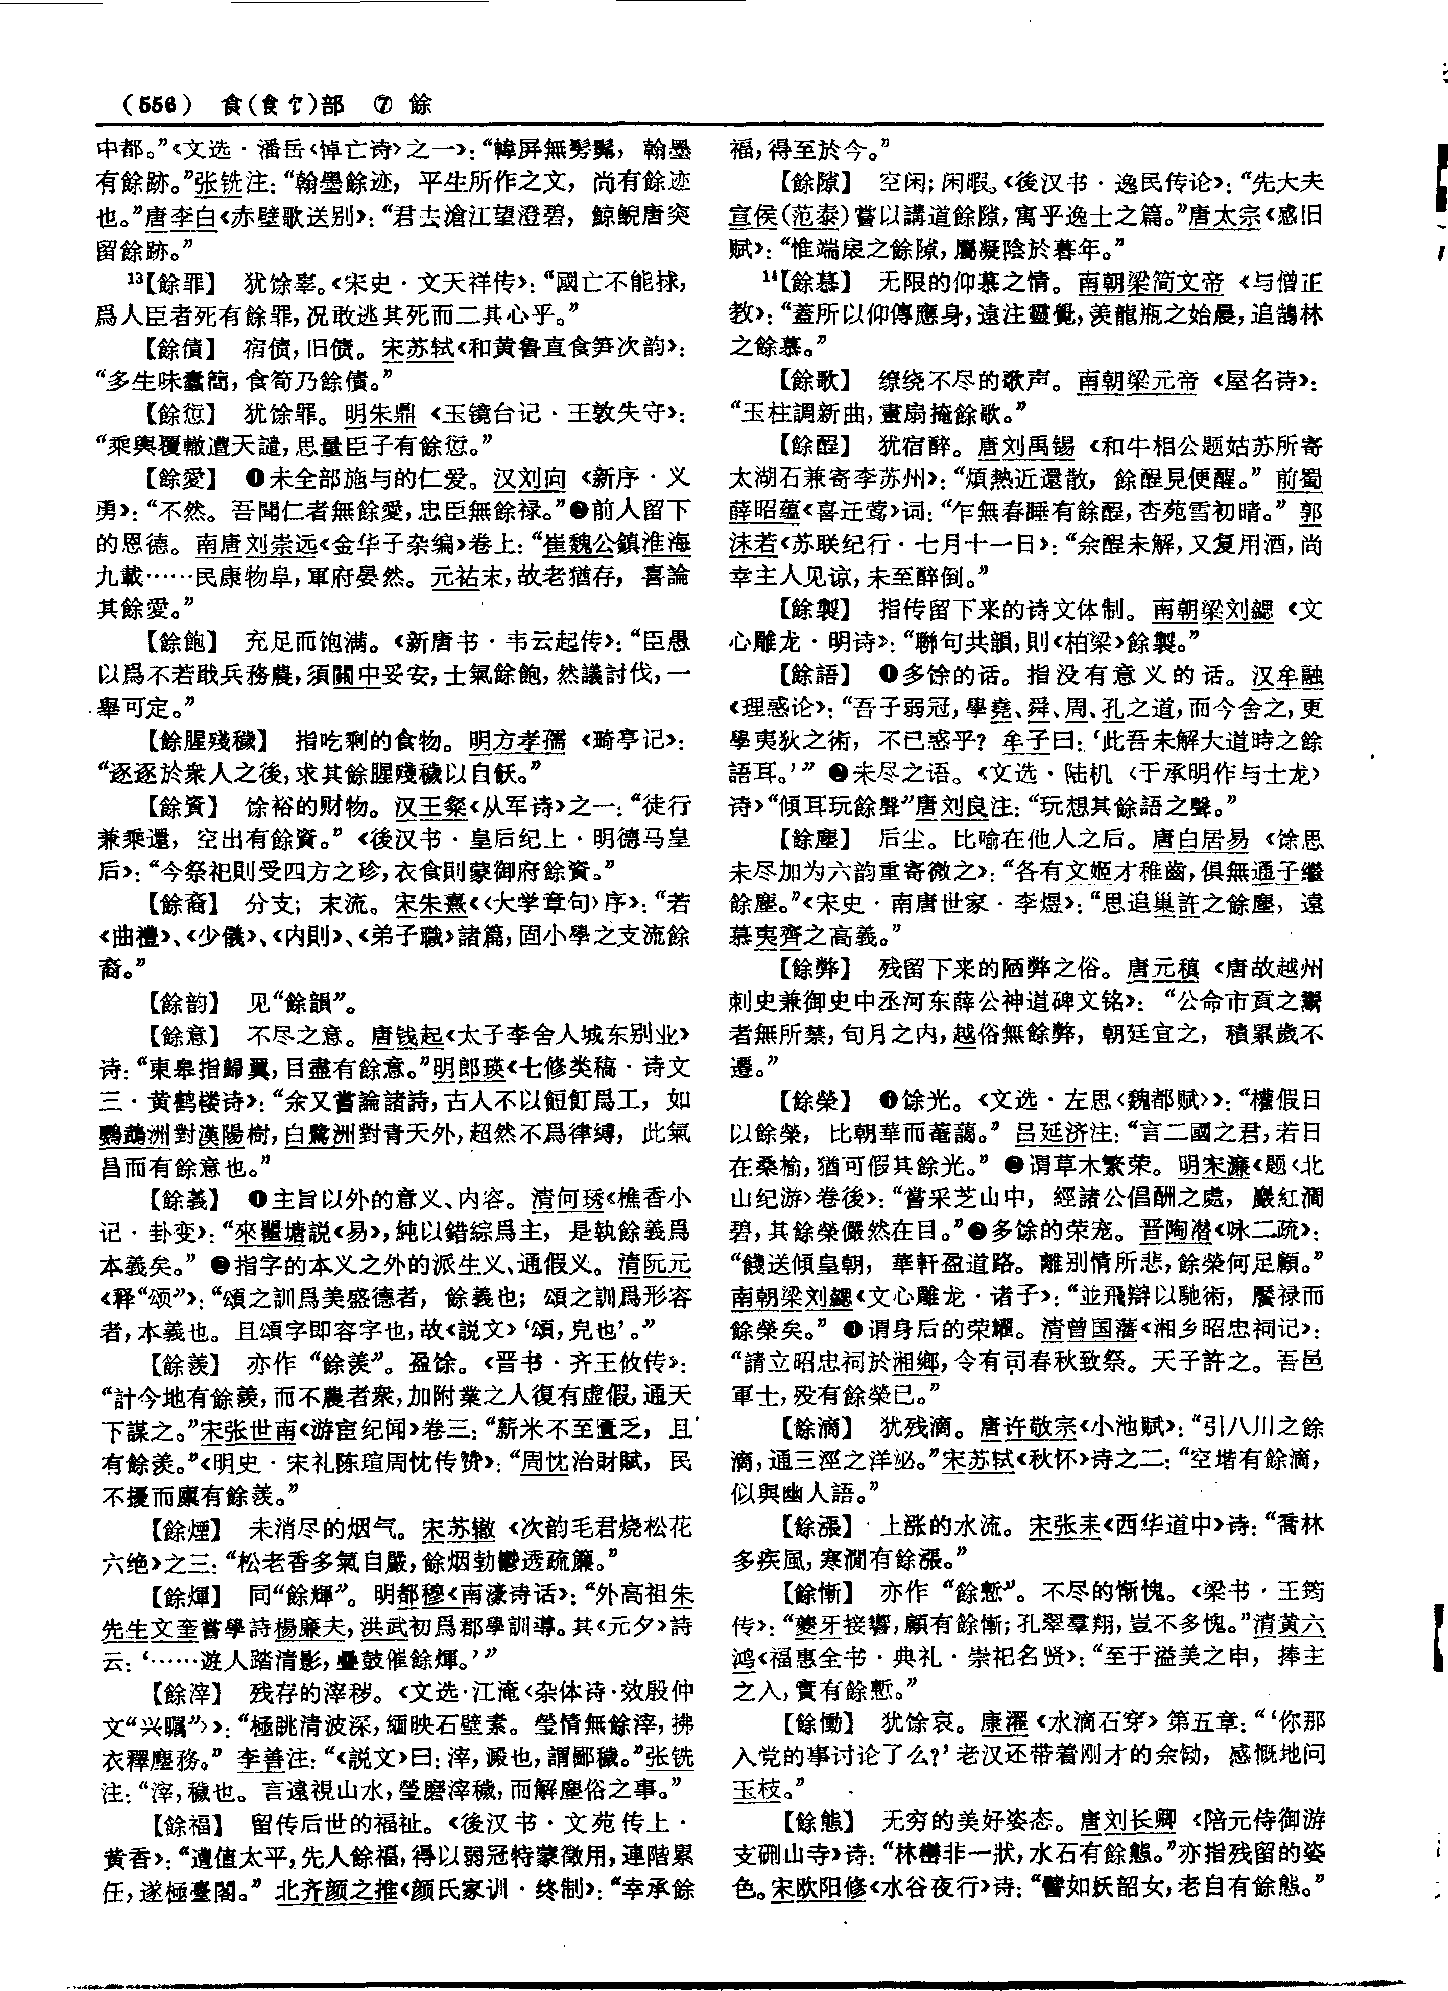 (556) 食(食饣)部 ⑦ 餘
中都。”《文选·潘岳〈悼亡诗〉之一》：“幃屏無髣髴，翰墨
有餘跡。”张铣注：“翰墨餘迹，平生所作之文，尚有餘迹
也。”唐李白《赤壁歌送别》：“君去滄江望澄碧，鯨鯢唐突
留餘跡。”
13【餘罪】 犹馀辜。《宋史·文天祥传》：“國亡不能捄，
爲人臣者死有餘罪，况敢逃其死而二其心乎。”
【餘債】 宿债，旧债。宋苏轼《和黄鲁直食笋次韵》：
“多生味蠹簡，食筍乃餘債。”
【餘愆】 犹馀罪。明朱鼎《玉镜台记·王敦失守》：
“乘輿覆轍遭天譴，思量臣子有餘愆。”
【餘愛】 ❶未全部施与的仁爱。汉刘向《新序·义
勇》：“不然。吾聞仁者無餘愛，忠臣無餘禄。”❷前人留下
的恩德。南唐刘崇远《金华子杂编》卷上：“崔魏公鎮淮海
九載……民康物阜，軍府晏然。元祐末，故老猶存，喜論
其餘愛。”
【餘飽】 充足而饱满。《新唐书·韦云起传》：“臣愚
以爲不若戢兵務農，須關中妥安，士氣餘飽，然議討伐，一
舉可定。”
【餘腥殘穢】 指吃剩的食物。明方孝孺《踦亭记》：
“逐逐於衆人之後，求其餘腥殘穢以自飫。”
【餘資】 馀裕的财物。汉王粲《从军诗》之一：“徒行
兼乘還，空出有餘資。”《後汉书·皇后纪上·明德马皇
后》：“今祭祀則受四方之珍，衣食則蒙御府餘資。”
【餘裔】 分支；末流。宋朱熹《〈大学章句〉序》：“若
《曲禮》、《少儀》、《内則》、《弟子職》諸篇，固小學之支流餘
裔。”
【餘韵】 见“餘韻”。
【餘意】 不尽之意。唐钱起《太子李舍人城东别业》
诗：“東皋指歸翼，目盡有餘意。”明郎瑛《七修类稿·诗文
三·黄鹤楼诗》：“余又嘗論諸詩，古人不以餖飣爲工，如
鸚鵡洲對漢陽樹，白鷺洲對青天外，超然不爲律縛，此氣
昌而有餘意也。”
【餘義】 ❶主旨以外的意义、内容。清何琇《樵香小
记·卦变》：“來瞿塘説《易》，純以錯綜爲主，是執餘義爲
本義矣。”❷指字的本义之外的派生义、通假义。清阮元
《释“颂”》：“頌之訓爲美盛德者，餘義也；頌之訓爲形容
者，本義也。且頌字即容字也，故《説文》‘頌，皃也’。”
【餘羡】 亦作“餘羨”。盈馀。《晋书·齐王攸传》：
“計今地有餘羡，而不農者衆，加附業之人復有虚假，通天
下謀之。”宋张世南《游宦纪闻》卷三：“薪米不至匱乏，且
有餘羨。”《明史·宋礼陈瑄周忱传赞》：“周忱治財賦，民
不擾而廪有餘羨。”
【餘煙】 未消尽的烟气。宋苏辙《次韵毛君烧松花
六绝》之三：“松老香多氣自嚴，餘烟勃鬱透疏簾。”
【餘煇】 同“餘輝”。明都穆《南濠诗话》：“外高祖朱
先生文奎嘗學詩楊廉夫，洪武初爲郡學訓導。其《元夕》詩
云：‘……遊人踏清影，疊鼓催餘煇。’”
【餘滓】 残存的滓秽。《文选·江淹〈杂体诗·效殷仲
文“兴瞩”〉》：“極眺清波深，緬映石壁素。瑩情無餘滓，拂
衣釋塵務。”李善注：“《説文》曰：滓，澱也，謂鄙穢。”张铣
注：“滓，穢也。言遠視山水，瑩磨滓穢，而解塵俗之事。”
【餘福】 留传后世的福祉。《後汉书·文苑传上·
黄香》：“遭值太平，先人餘福，得以弱冠特蒙徵用，連階累
任，遂極臺閣。”北齐颜之推《颜氏家训·终制》：“幸承餘
福，得至於今。”
【餘隙】 空闲；闲暇。《後汉书·逸民传论》：“先大夫
宣侯(范泰)嘗以講道餘隙，寓乎逸士之篇。”唐太宗《感旧
赋》：“惟端扆之餘隙，屬凝陰於暮年。”
14【餘慕】 无限的仰慕之情。南朝梁简文帝《与僧正
教》：“蓋所以仰傳應身，遠注靈覺，羡龍瓶之始晨，追鵠林
之餘慕。”
【餘歌】 缭绕不尽的歌声。南朝梁元帝《屋名诗》：
“玉柱調新曲，畫扇掩餘歌。”
【餘酲】 犹宿醉。唐刘禹锡《和牛相公题姑苏所寄
太湖石兼寄李苏州》：“煩熱近還散，餘酲見便醒。”前蜀
薛昭蕴《喜迁莺》词：“乍無春睡有餘酲，杏苑雪初晴。”郭
沫若《苏联纪行·七月十一日》：“余酲未解，又复用酒，尚
幸主人见谅，未至醉倒。”
【餘製】 指传留下来的诗文体制。南朝梁刘勰《文
心雕龙·明诗》：“聯句共韻，則《柏梁》餘製。”
【餘語】 ❶多馀的话。指没有意义的话。汉牟融
《理惑论》：“吾子弱冠，學堯、舜、周、孔之道，而今舍之，更
學夷狄之術，不已惑乎？牟子曰：‘此吾未解大道時之餘
語耳。’”❷未尽之语。《文选·陆机〈于承明作与士龙〉
诗》“傾耳玩餘聲”唐刘良注：“玩想其餘語之聲。”
【餘塵】 后尘。比喻在他人之后。唐白居易《馀思
未尽加为六韵重寄微之》：“各有文姬才稚齒，俱無通子繼
餘塵。”《宋史·南唐世家·李煜》：“思追巢許之餘塵，遠
慕夷齊之高義。”
【餘弊】 残留下来的陋弊之俗。唐元稹《唐故越州
刺史兼御史中丞河东薛公神道碑文铭》：“公命市貢之鬻
者無所禁，旬月之内，越俗無餘弊，朝廷宜之，積累歲不
遷。”
【餘榮】 ❶馀光。《文选·左思〈魏都赋〉》：“權假日
以餘榮，比朝華而菴藹。”吕延济注：“言二國之君，若日
在桑榆，猶可假其餘光。”❷谓草木繁荣。明宋濂《题〈北
山纪游〉卷後》：“嘗采芝山中，經諸公倡酬之處，巖紅澗
碧，其餘榮儼然在目。”❸多馀的荣宠。晋陶潜《咏二疏》：
“餞送傾皇朝，華軒盈道路。離别情所悲，餘榮何足顧。”
南朝梁刘勰《文心雕龙·诸子》：“並飛辯以馳術，饜禄而
餘榮矣。”❹谓身后的荣耀。清曾国藩《湘乡昭忠祠记》：
“請立昭忠祠於湘鄉，令有司春秋致祭。天子許之。吾邑
軍士，殁有餘榮已。”
【餘滴】 犹残滴。唐许敬宗《小池赋》：“引八川之餘
滴，通三涇之洋泌。”宋苏轼《秋怀》诗之二：“空堦有餘滴，
似與幽人語。”
【餘漲】 上涨的水流。宋张耒《西华道中》诗：“喬林
多疾風，寒澗有餘漲。”
【餘慚】 亦作“餘慙”。不尽的惭愧。《梁书·王筠
传》：“夔牙接響，顧有餘慚；孔翠羣翔，豈不多愧。”清黄六
鸿《福惠全书·典礼·崇祀名贤》：“至于溢美之申，捧主
之入，實有餘慙。”
【餘慟】 犹馀哀。康濯《水滴石穿》第五章：“‘你那
入党的事讨论了么？’老汉还带着刚才的余恸，感慨地问
玉枝。”
【餘態】 无穷的美好姿态。唐刘长卿《陪元侍御游
支硎山寺》诗：“林巒非一狀，水石有餘態。”亦指残留的姿
色。宋欧阳修《水谷夜行》诗：“譬如妖韶女，老自有餘態。”